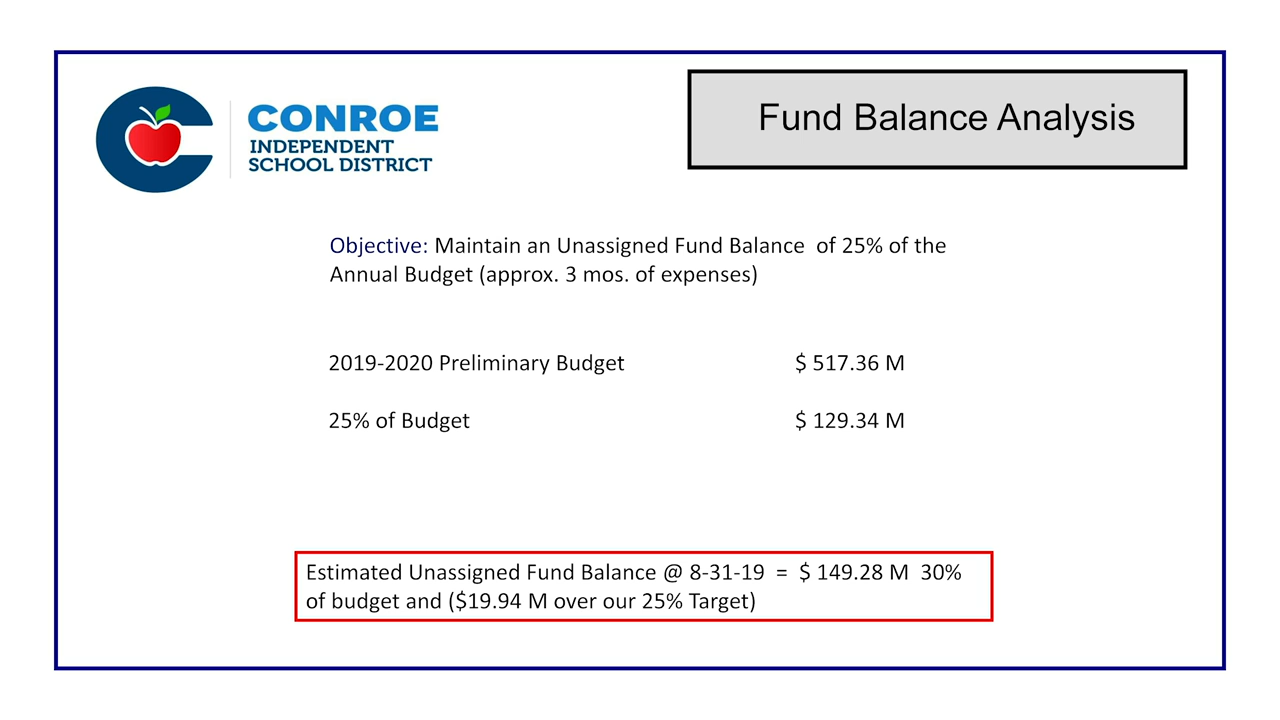 CONROE
INDEPENDENT
SCHOOL DISTRICT
Fund Balance Analysis
Objective: Maintain an Unassigned Fund Balance  of 25% of the
Annual Budget (approx. 3 mos. of expenses)
2019-2020 Preliminary Budget $ 517.36 M
25% of Budget $ 129.34 M
Estimated Unassigned Fund Balance @ 8-31-19  =  $ 149.28 M  30%
of budget and ($19.94 M over our 25% Target)